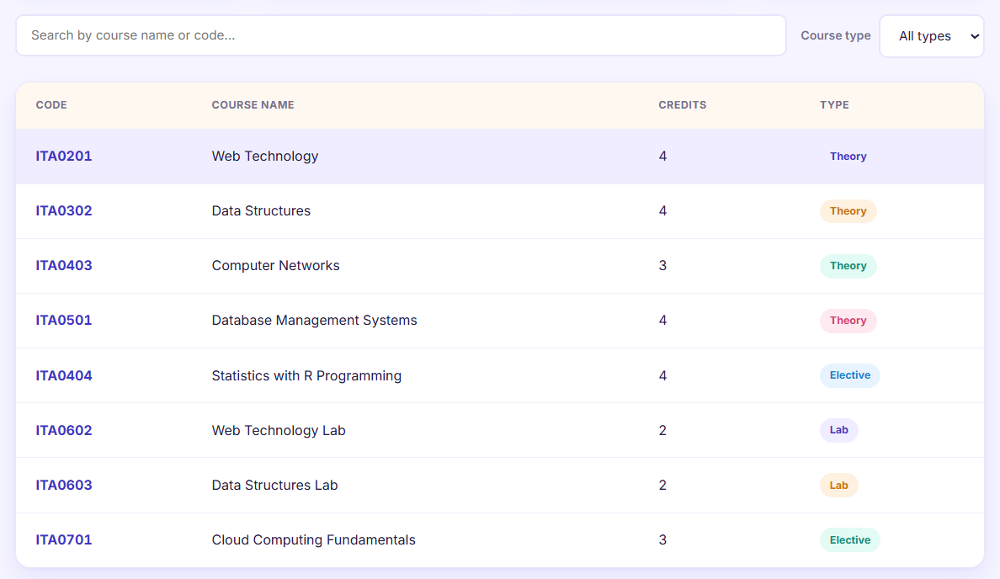 Search by course name or code...
Course type
All types
CODE COURSE NAME CREDITS TYPE
ITA0201 Web Technology 4 Theory
ITA0302 Data Structures 4 Theory
ITA0403 Computer Networks 3 Theory
ITA0501 Database Management Systems 4 Theory
ITA0404 Statistics with R Programming 4 Elective
ITA0602 Web Technology Lab 2 Lab
ITA0603 Data Structures Lab 2 Lab
ITA0701 Cloud Computing Fundamentals 3 Elective